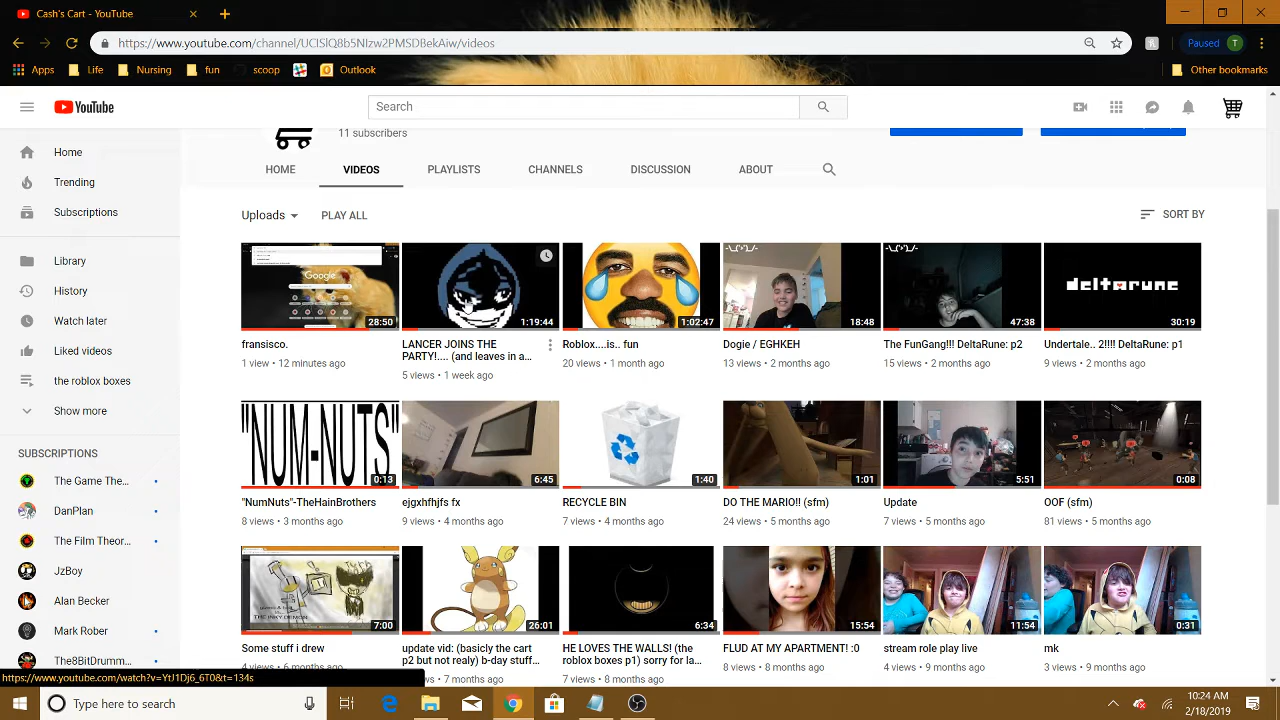 Cash's Cart - YouTube
https://www.youtube.com/channel/UCISlQ8b5NIzw2PMSDBekAiw/videos
Paused T
Apps Life Nursing fun scoop Outlook Other bookmarks
YouTube
Search
11 subscribers
HOME VIDEOS PLAYLISTS CHANNELS DISCUSSION ABOUT
Uploads PLAY ALL SORT BY
Home
Trending
Subscriptions
Library
History
Watch later
Liked videos
the roblox boxes
Show more
SUBSCRIPTIONS
The Game The...
DanPlan
The Film Theor...
JzBoy
Alan Becker
Mark Rober
The8BitDrumm...
Google
28:50
fransisco.
1 view • 12 minutes ago
1:19:44
LANCER JOINS THE
PARTY!.... (and leaves in a...
5 views • 1 week ago
1:02:47
Roblox....is.. fun
20 views • 1 month ago
¯\_(ツ)_/¯
18:48
Dogie / EGHKEH
13 views • 2 months ago
¯\_(ツ)_/¯
47:38
The FunGang!!! DeltaRune: p2
15 views • 2 months ago
deltarune
30:19
Undertale.. 2!!!! DeltaRune: p1
9 views • 2 months ago
"NUM-NUTS"
0:13
"NumNuts"-TheHainBrothers
8 views • 3 months ago
6:45
ejgxhfhjfs fx
9 views • 4 months ago
1:40
RECYCLE BIN
7 views • 4 months ago
1:01
DO THE MARIO!! (sfm)
24 views • 5 months ago
5:51
Update
7 views • 5 months ago
0:08
OOF (sfm)
81 views • 5 months ago
THE INKY DEMON
7:00
Some stuff i drew
4 views • 6 months ago
26:01
update vid: (basicly the cart
p2 but not realy) b-day stuff...
6:34
HE LOVES THE WALLS! (the
roblox boxes p1) sorry for la...
15:54
FLUD AT MY APARTMENT! :0
8 views • 8 months ago
11:54
stream role play live
4 views • 9 months ago
0:31
mk
3 views • 9 months ago
https://www.youtube.com/watch?v=YtJ1Dj6_6T0&t=134s
Type here to search
10:24 AM
2/18/2019